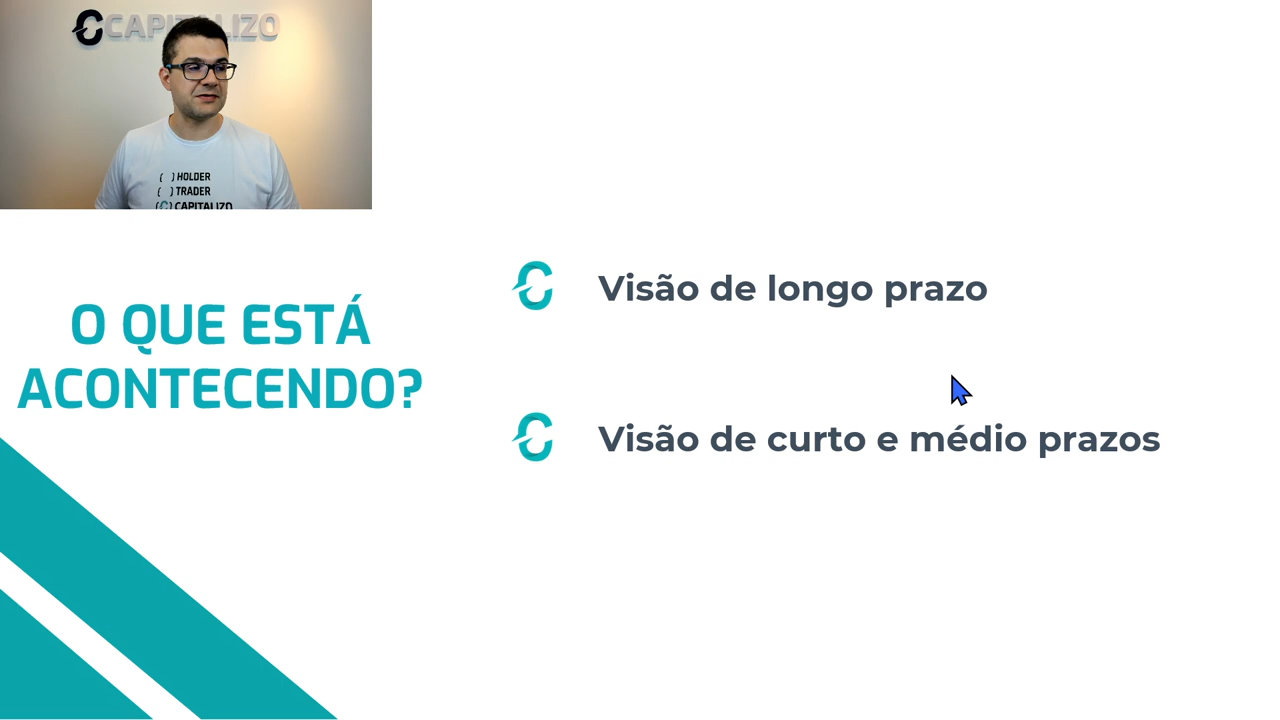 CAPITALIZO
( ) HOLDER
( ) TRADER
(C) CAPITALIZO
O QUE ESTÁ
ACONTECENDO?
Visão de longo prazo
Visão de curto e médio prazos